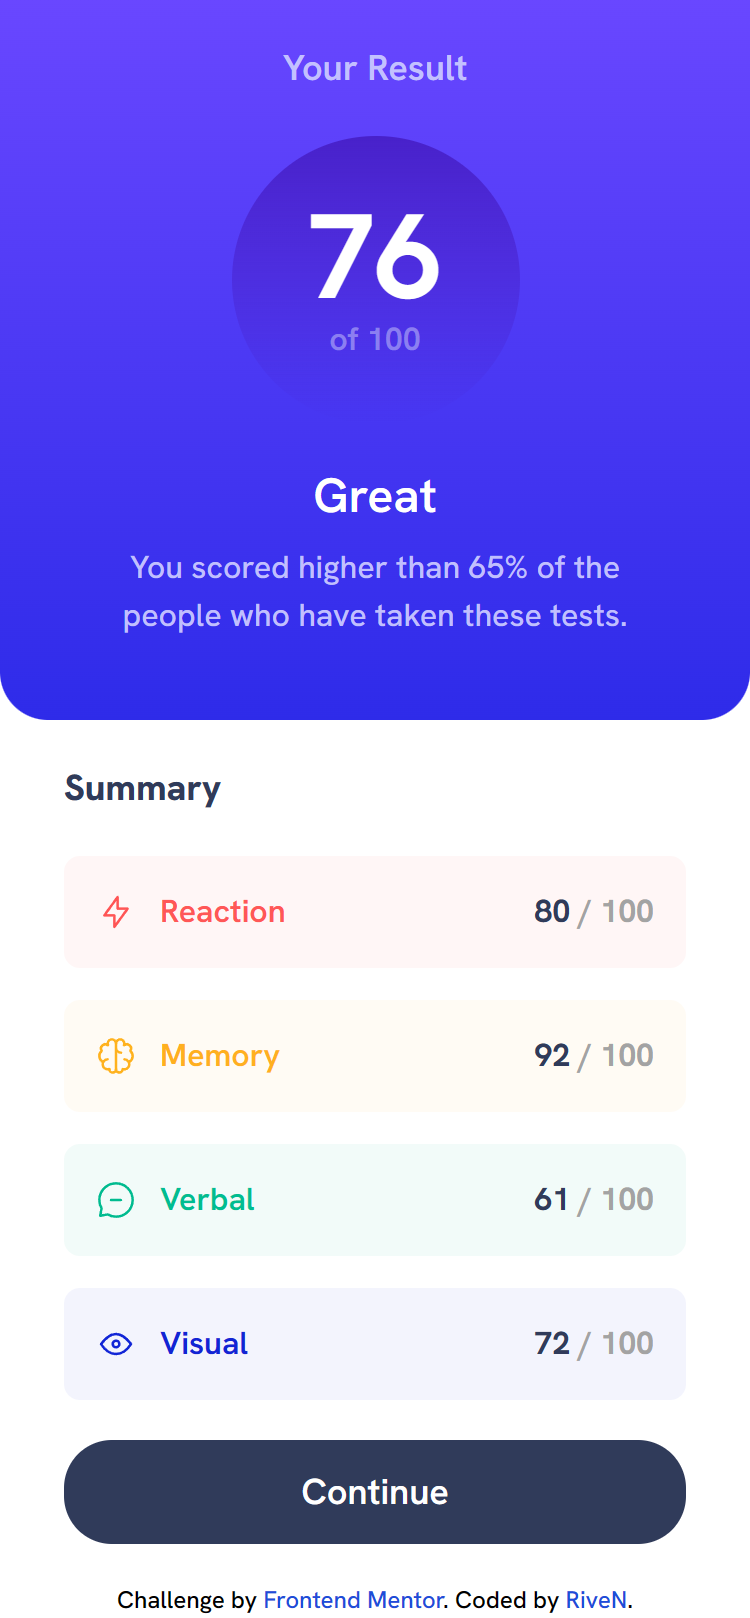 Your Result
76
of 100
Great
You scored higher than 65% of the
people who have taken these tests.
Summary
Reaction 80 / 100
Memory 92 / 100
Verbal 61 / 100
Visual 72 / 100
Continue
Challenge by Frontend Mentor. Coded by RiveN.